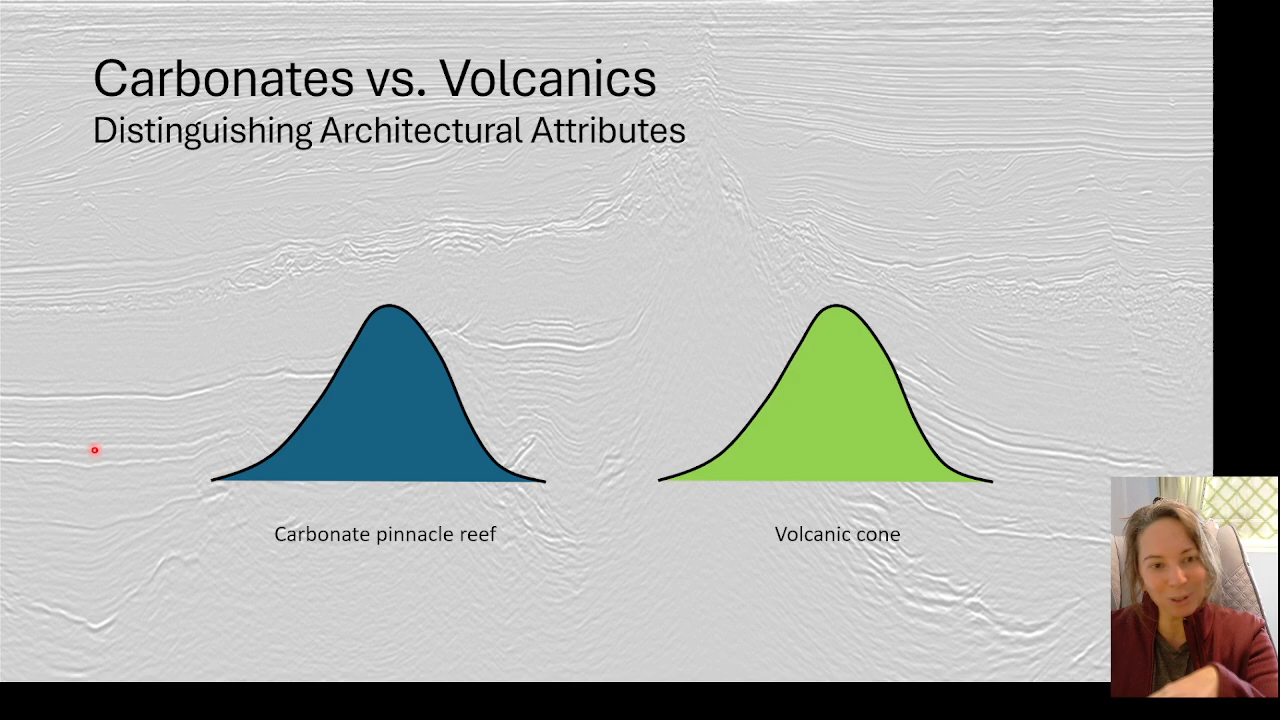 Carbonates vs. Volcanics
Distinguishing Architectural Attributes
Carbonate pinnacle reef
Volcanic cone